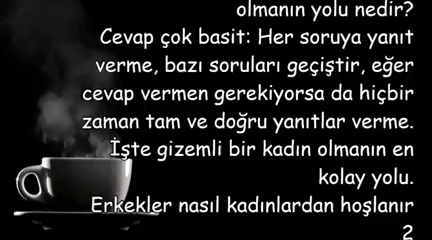 olmanın yolu nedir?
Cevap çok basit: Her soruya yanıt
verme, bazı soruları geçiştir, eğer
cevap vermen gerekiyorsa da hiçbir
zaman tam ve doğru yanıtlar verme.
İşte gizemli bir kadın olmanın en
kolay yolu.
Erkekler nasıl kadınlardan hoşlanır
?